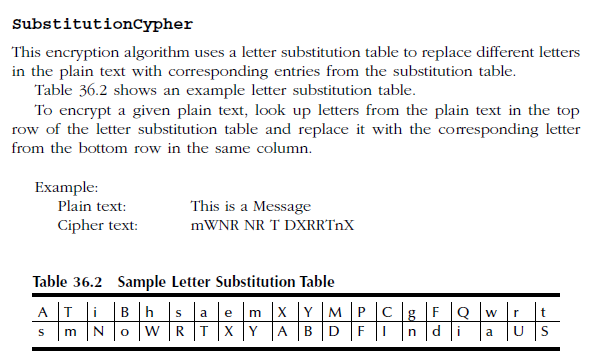 SubstitutionCypher
This encryption algorithm uses a letter substitution table to replace different letters
in the plain text with corresponding entries from the substitution table.
Table 36.2 shows an example letter substitution table.
To encrypt a given plain text, look up letters from the plain text in the top
row of the letter substitution table and replace it with the corresponding letter
from the bottom row in the same column.
Example:
Plain text: This is a Message
Cipher text: mWNR NR T DXRRTnX
Table 36.2 Sample Letter Substitution Table
A T i B h s a e m X Y M P C g F Q w r t
s m N o W R T X Y A B D F I n d i a U S